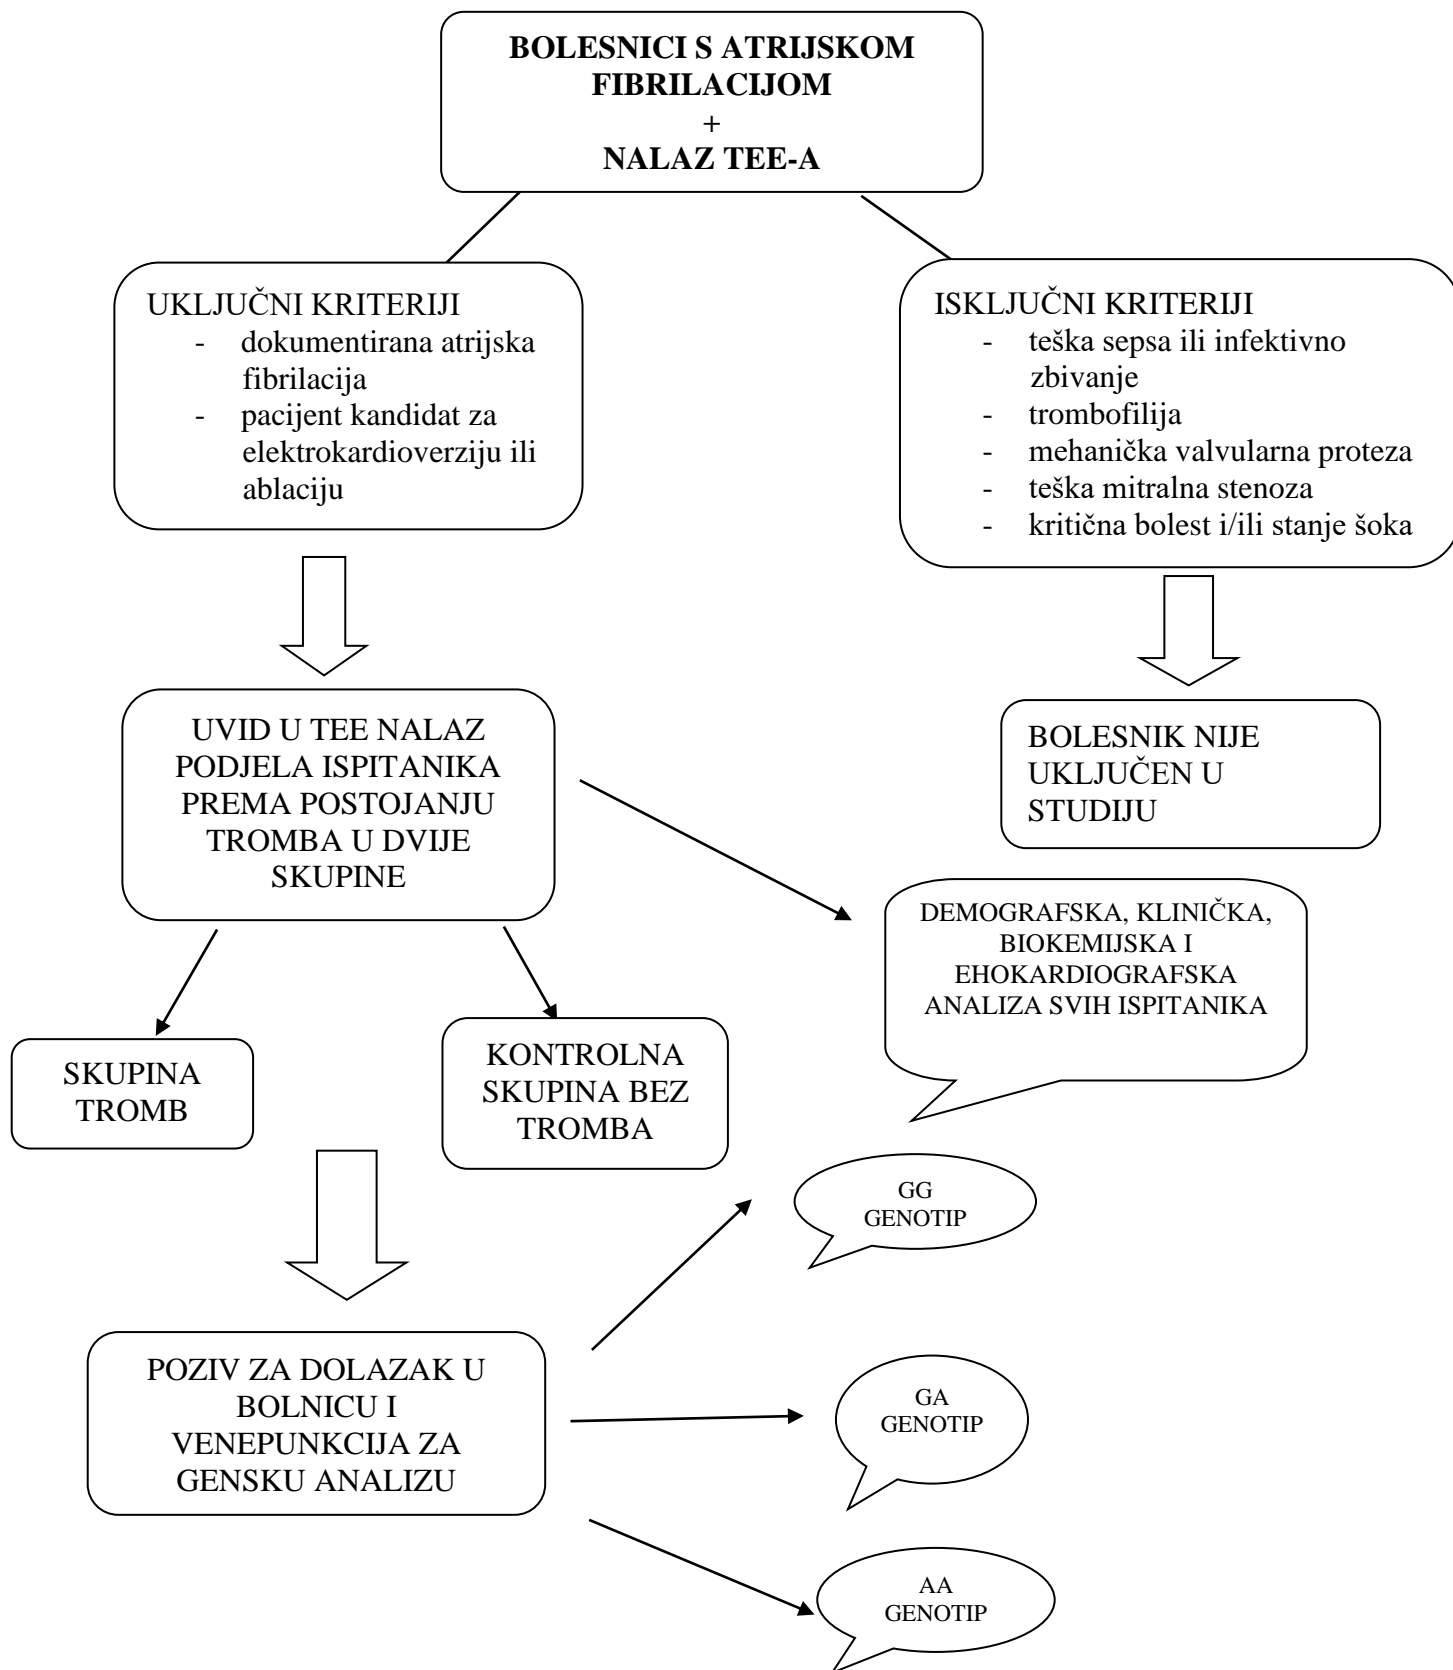 BOLESNICI S ATRIJSKOM
FIBRILACIJOM
+
NALAZ TEE-A
UKLJUČNI KRITERIJI
- dokumentirana atrijska
fibrilacija
- pacijent kandidat za
elektrokardioverziju ili
ablaciju
ISKLJUČNI KRITERIJI
- teška sepsa ili infektivno
zbivanje
- trombofilija
- mehanička valvularna proteza
- teška mitralna stenoza
- kritična bolest i/ili stanje šoka
UVID U TEE NALAZ
PODJELA ISPITANIKA
PREMA POSTOJANJU
TROMBA U DVIJE
SKUPINE
BOLESNIK NIJE
UKLJUČEN U
STUDIJU
DEMOGRAFSKA, KLINIČKA,
BIOKEMIJSKA I
EHOKARDIOGRAFSKA
ANALIZA SVIH ISPITANIKA
SKUPINA
TROMB
KONTROLNA
SKUPINA BEZ
TROMBA
GG
GENOTIP
POZIV ZA DOLAZAK U
BOLNICU I
VENEPUNKCIJA ZA
GENSKU ANALIZU
GA
GENOTIP
AA
GENOTIP